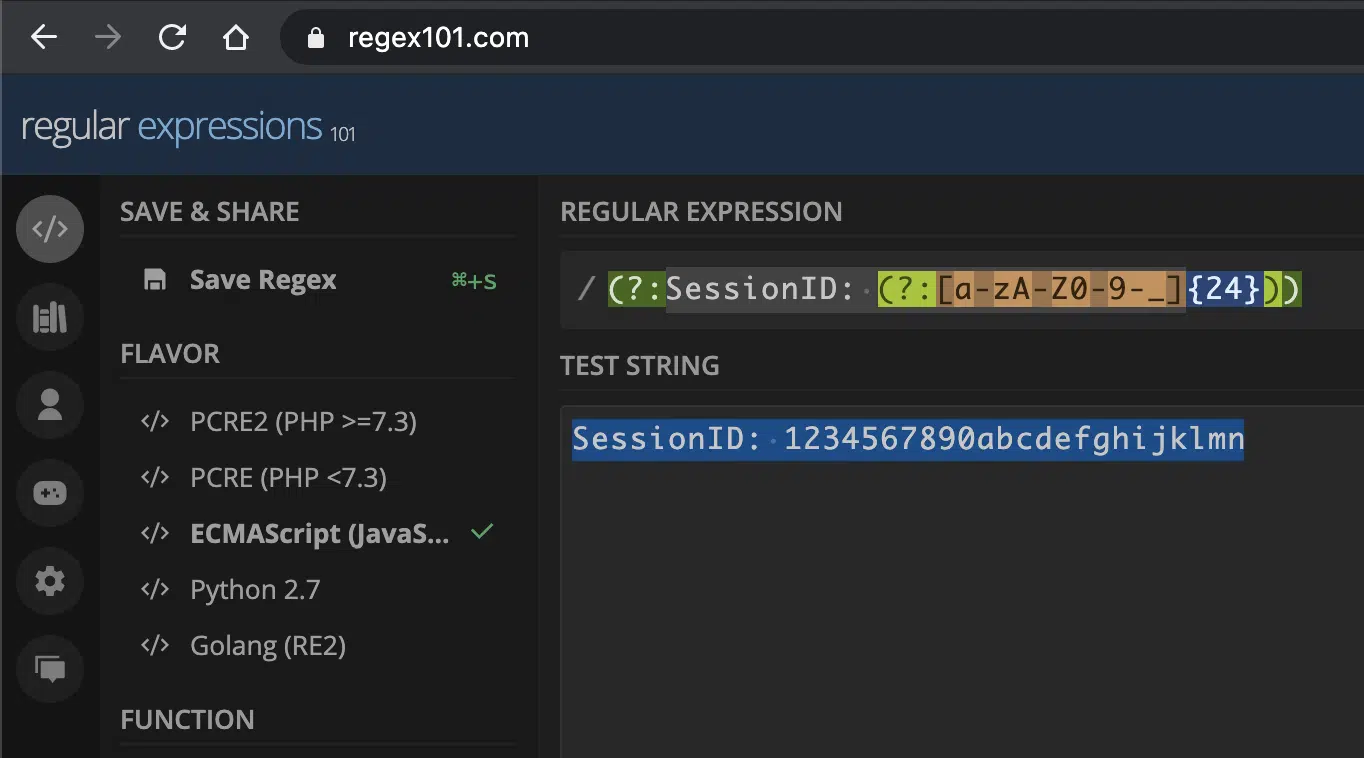 regex101.com
regular expressions 101
SAVE & SHARE
Save Regex ⌘+S
FLAVOR
</> PCRE2 (PHP >=7.3)
</> PCRE (PHP <7.3)
</> ECMAScript (JavaS...
</> Python 2.7
</> Golang (RE2)
FUNCTION
REGULAR EXPRESSION
/ (?:SessionID:·(?:[a-zA-Z0-9-_]{24}))
TEST STRING
SessionID:·1234567890abcdefghijklmn